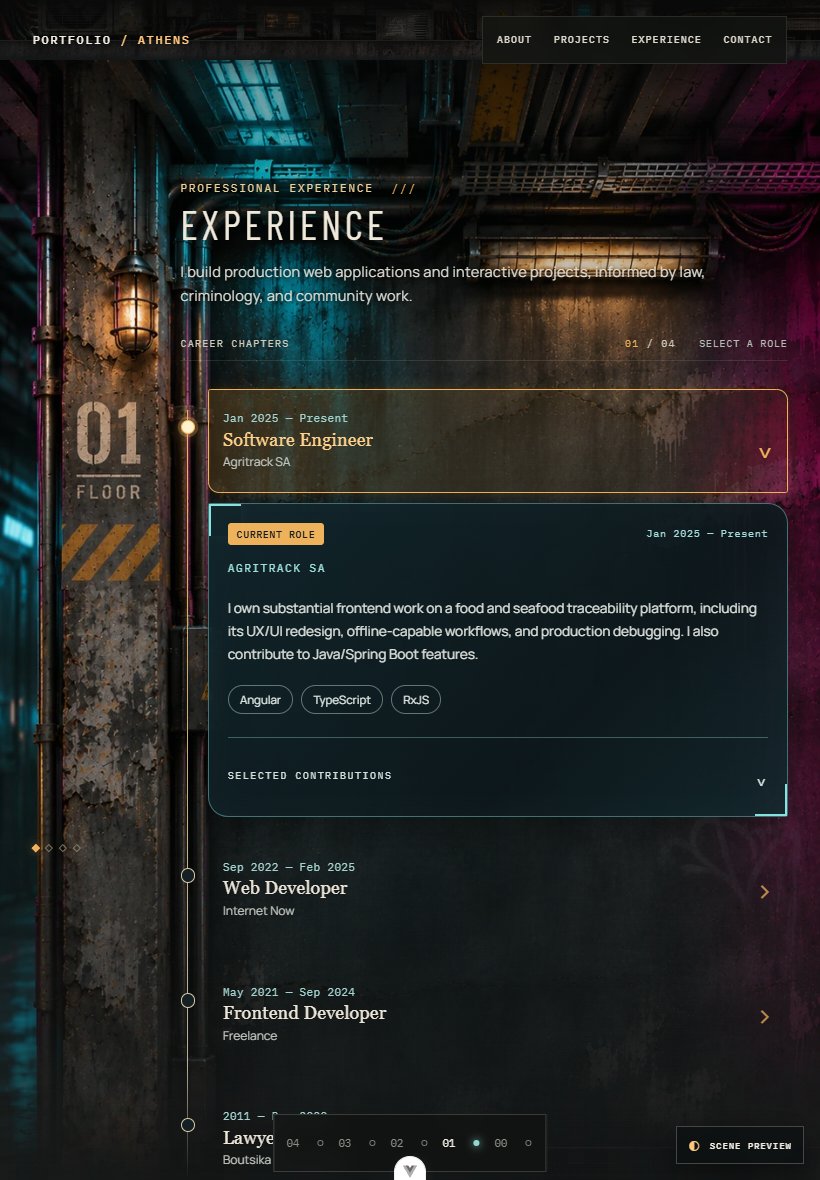 PORTFOLIO / ATHENS
ABOUT PROJECTS EXPERIENCE CONTACT
PROFESSIONAL EXPERIENCE ///
EXPERIENCE
I build production web applications and interactive projects, informed by law,
criminology, and community work.
CAREER CHAPTERS
01 / 04 SELECT A ROLE
01
FLOOR
Jan 2025 — Present
Software Engineer
Agritrack SA
CURRENT ROLE
Jan 2025 — Present
AGRITRACK SA
I own substantial frontend work on a food and seafood traceability platform, including
its UX/UI redesign, offline-capable workflows, and production debugging. I also
contribute to Java/Spring Boot features.
Angular TypeScript RxJS
SELECTED CONTRIBUTIONS
Sep 2022 — Feb 2025
Web Developer
Internet Now
May 2021 — Sep 2024
Frontend Developer
Freelance
2011 —
Boutsika
04 03 02 01 00
SCENE PREVIEW